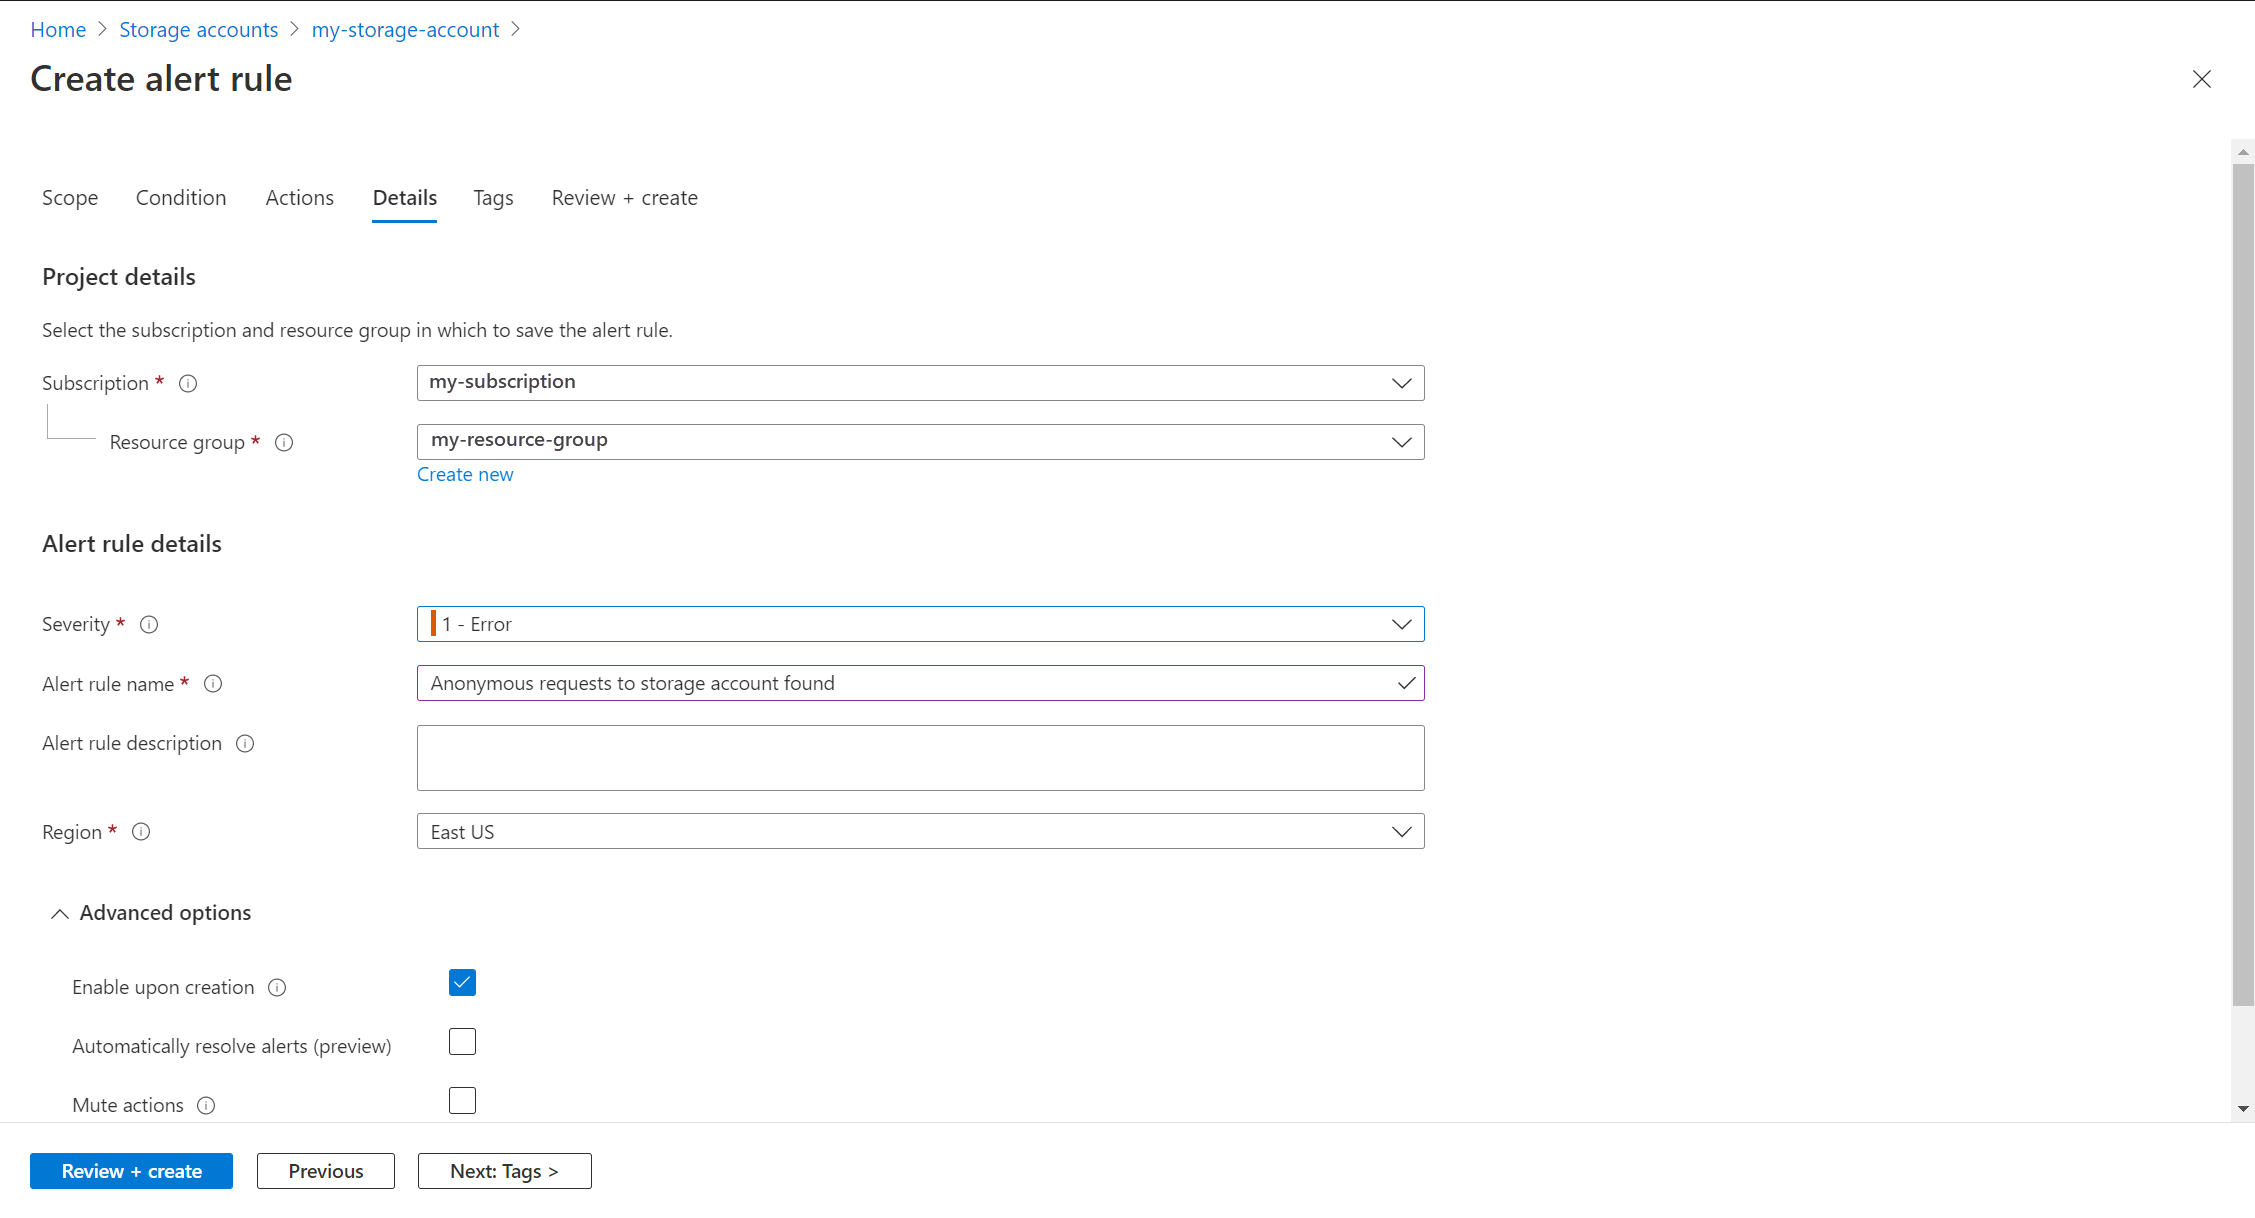 Home > Storage accounts > my-storage-account >
Create alert rule
Scope Condition Actions Details Tags Review + create
Project details
Select the subscription and resource group in which to save the alert rule.
Subscription * my-subscription
Resource group * my-resource-group
Create new
Alert rule details
Severity * 1 - Error
Alert rule name * Anonymous requests to storage account found
Alert rule description
Region * East US
Advanced options
Enable upon creation
Automatically resolve alerts (preview)
Mute actions
Review + create Previous Next: Tags >